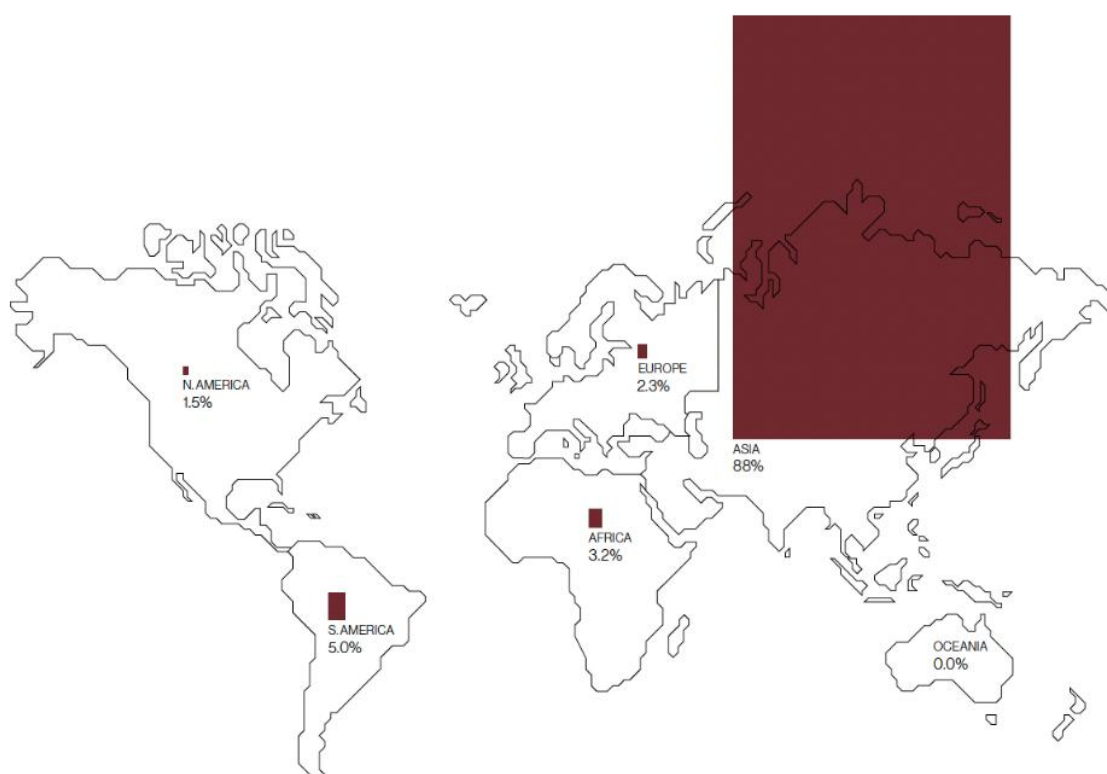 N. AMERICA
1.5%
EUROPE
2.3%
ASIA
88%
AFRICA
3.2%
S. AMERICA
5.0%
OCEANIA
0.0%